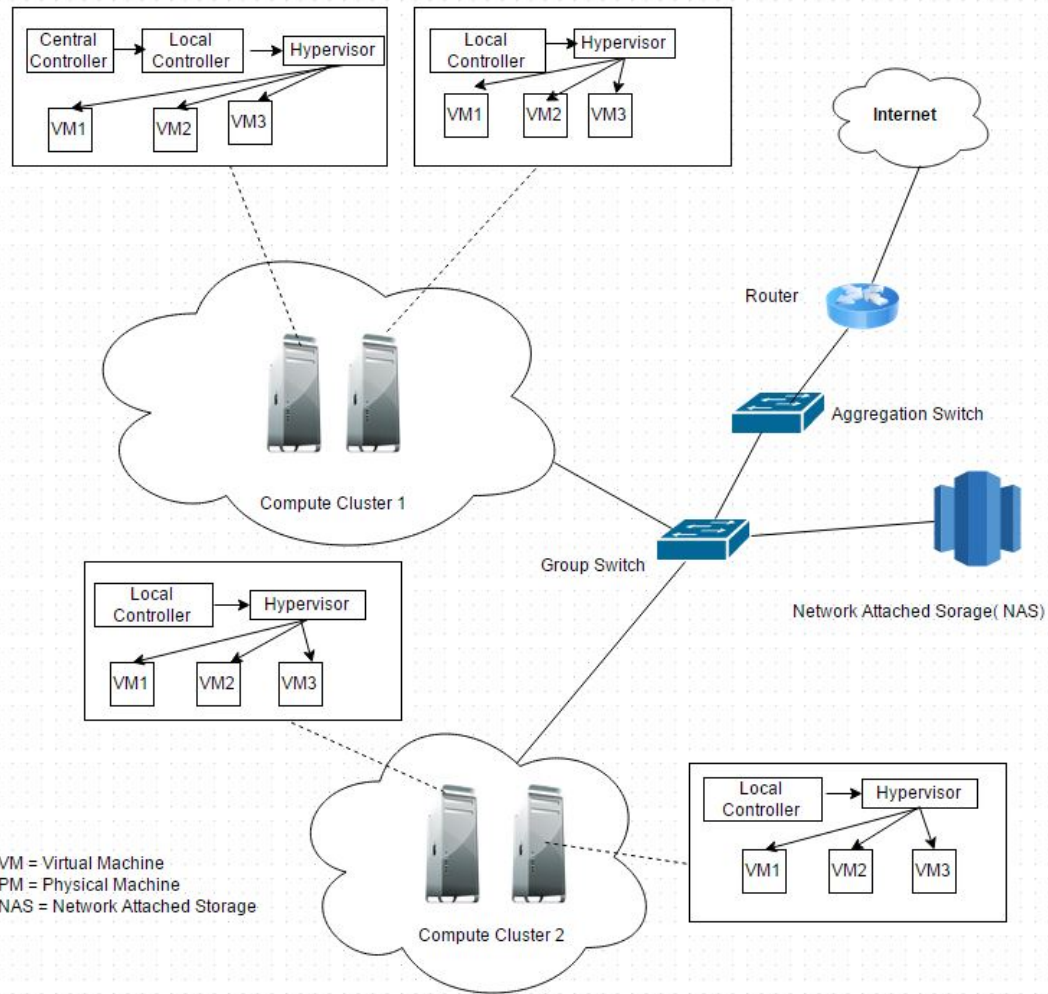 Central
Controller
Local
Controller
Hypervisor
VM1
VM2
VM3
Local
Controller
Hypervisor
VM1
VM2
VM3
Internet
Router
Aggregation Switch
Compute Cluster 1
Group Switch
Network Attached Sorage( NAS)
Local
Controller
Hypervisor
VM1
VM2
VM3
Local
Controller
Hypervisor
VM1
VM2
VM3
VM = Virtual Machine
PM = Physical Machine
NAS = Network Attached Storage
Compute Cluster 2